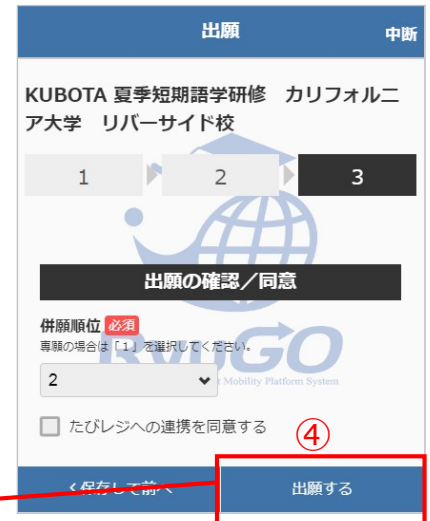 出願 中断
KUBOTA 夏季短期語学研修 カリフォルニ
ア大学 リバーサイド校
1 2 3
出願の確認／同意
併願順位 必須
専願の場合は「1」を選択してください。
2
Mobility Platform System
たびレジへの連携を同意する
④
保存して前へ 出願する